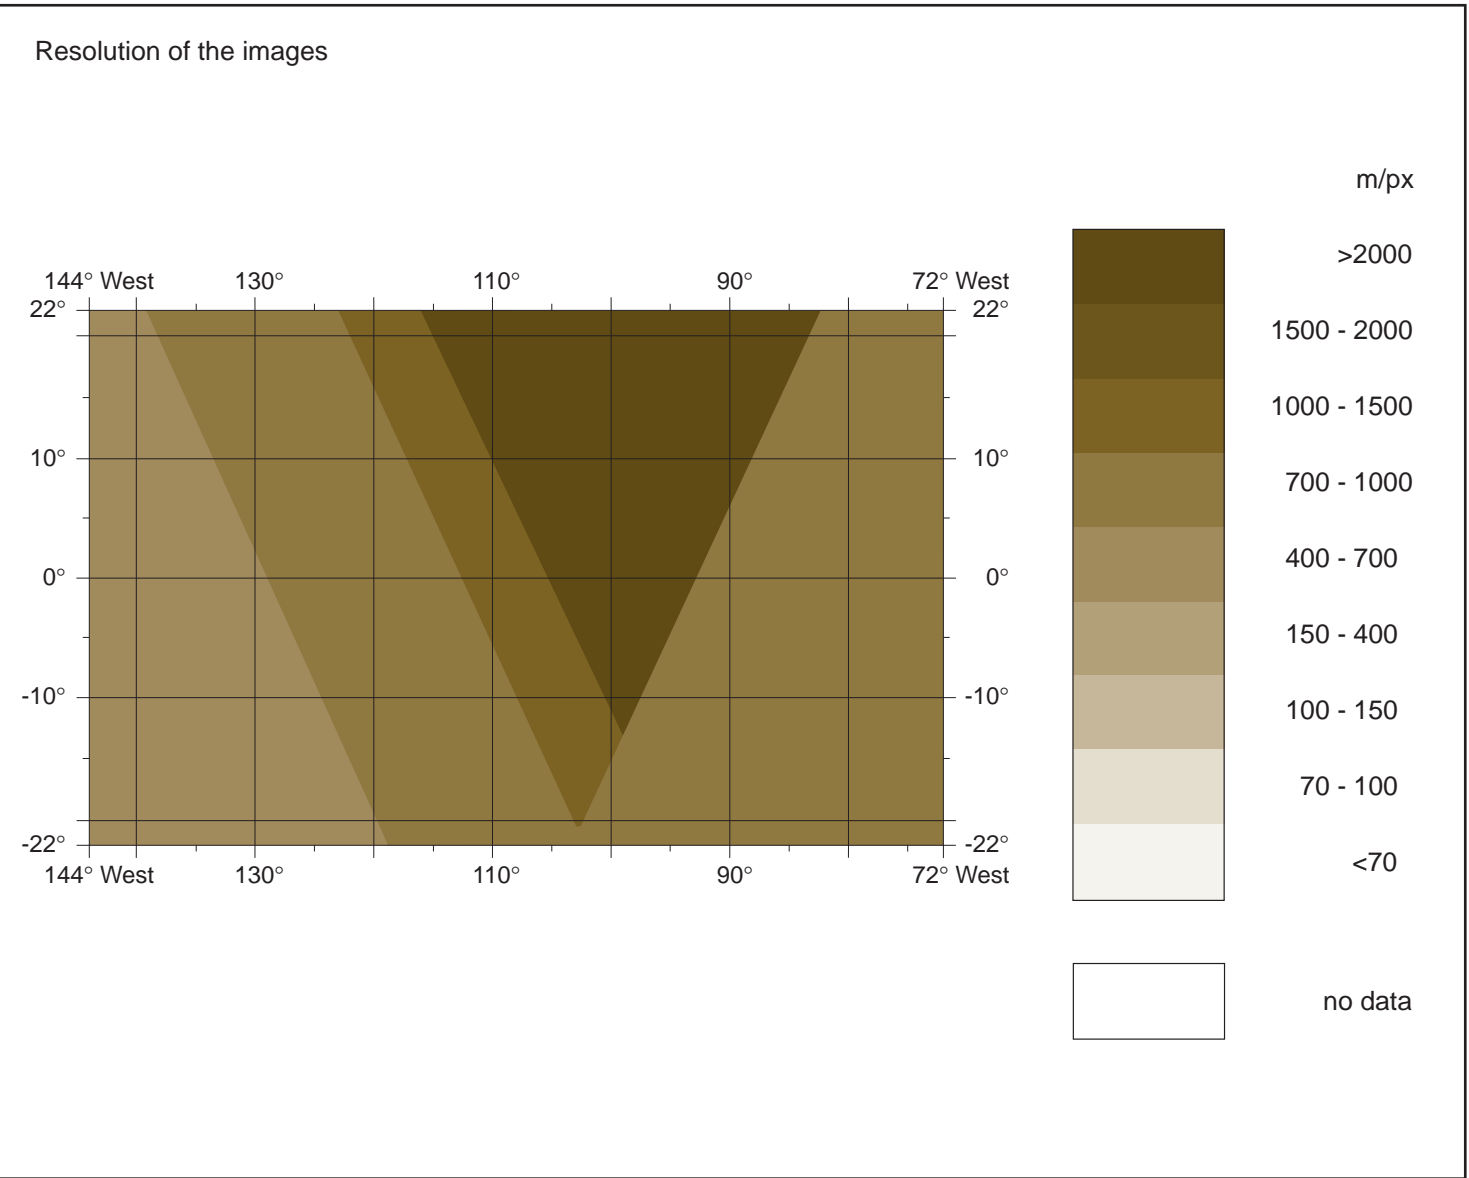 Resolution of the images
m/px
144° West 130° 110° 90° 72° West
22° 22°
10° 10°
0° 0°
-10° -10°
-22° -22°
144° West 130° 110° 90° 72° West
>2000
1500 - 2000
1000 - 1500
700 - 1000
400 - 700
150 - 400
100 - 150
70 - 100
<70
no data